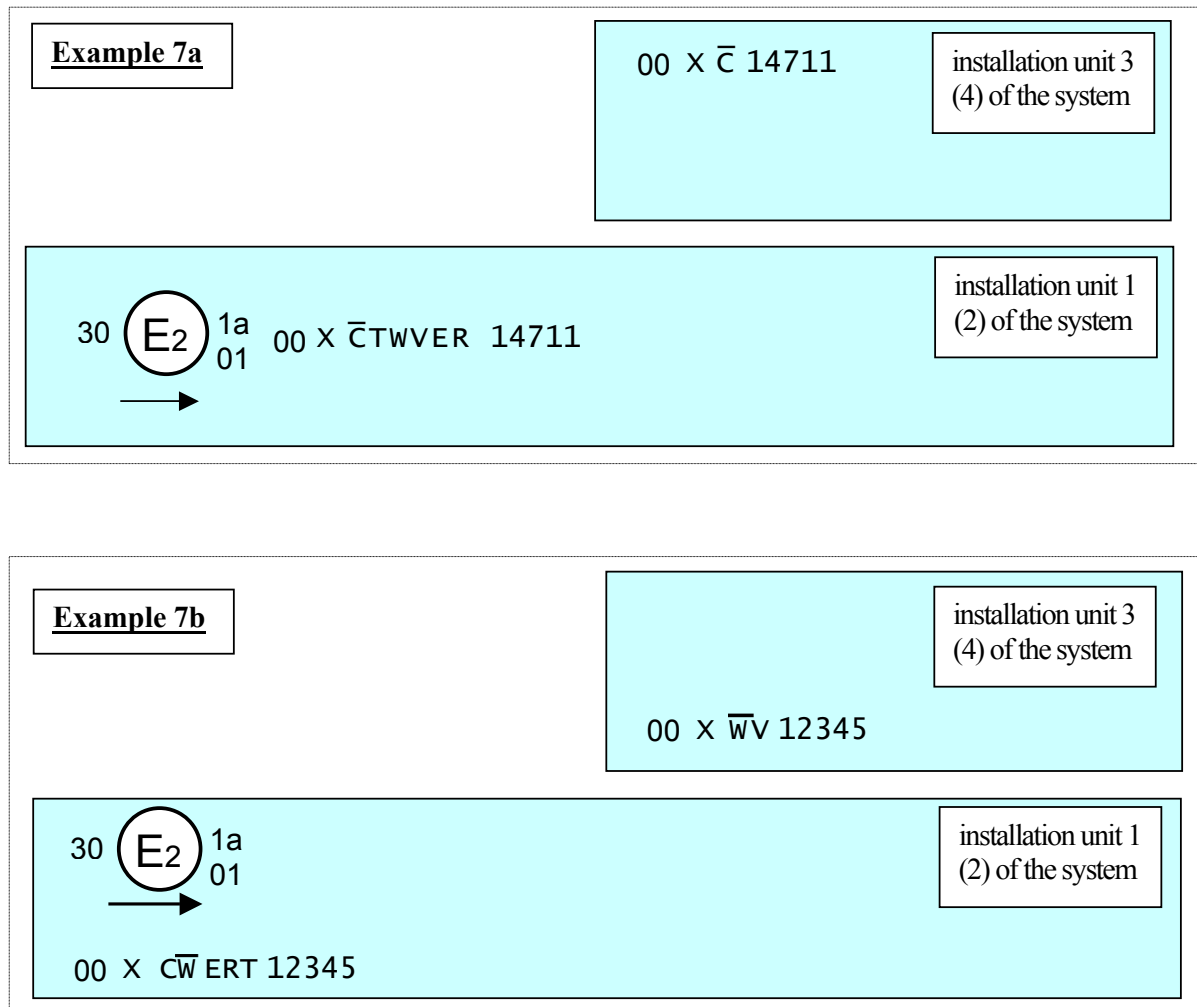 Example 7a
00 X C̅ 14711
installation unit 3
(4) of the system
installation unit 1
(2) of the system
30 E2 1a
01
00 X C̅TWVER 14711
Example 7b
installation unit 3
(4) of the system
00 X W̅V 12345
30 E2 1a
01
installation unit 1
(2) of the system
00 X CW̅ ERT 12345